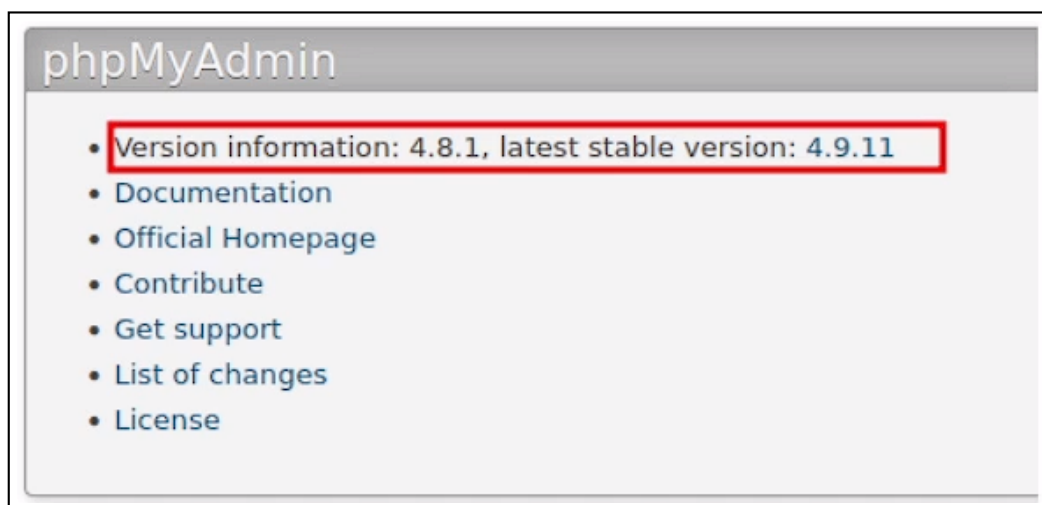 phpMyAdmin
Version information: 4.8.1, latest stable version: 4.9.11
Documentation
Official Homepage
Contribute
Get support
List of changes
License